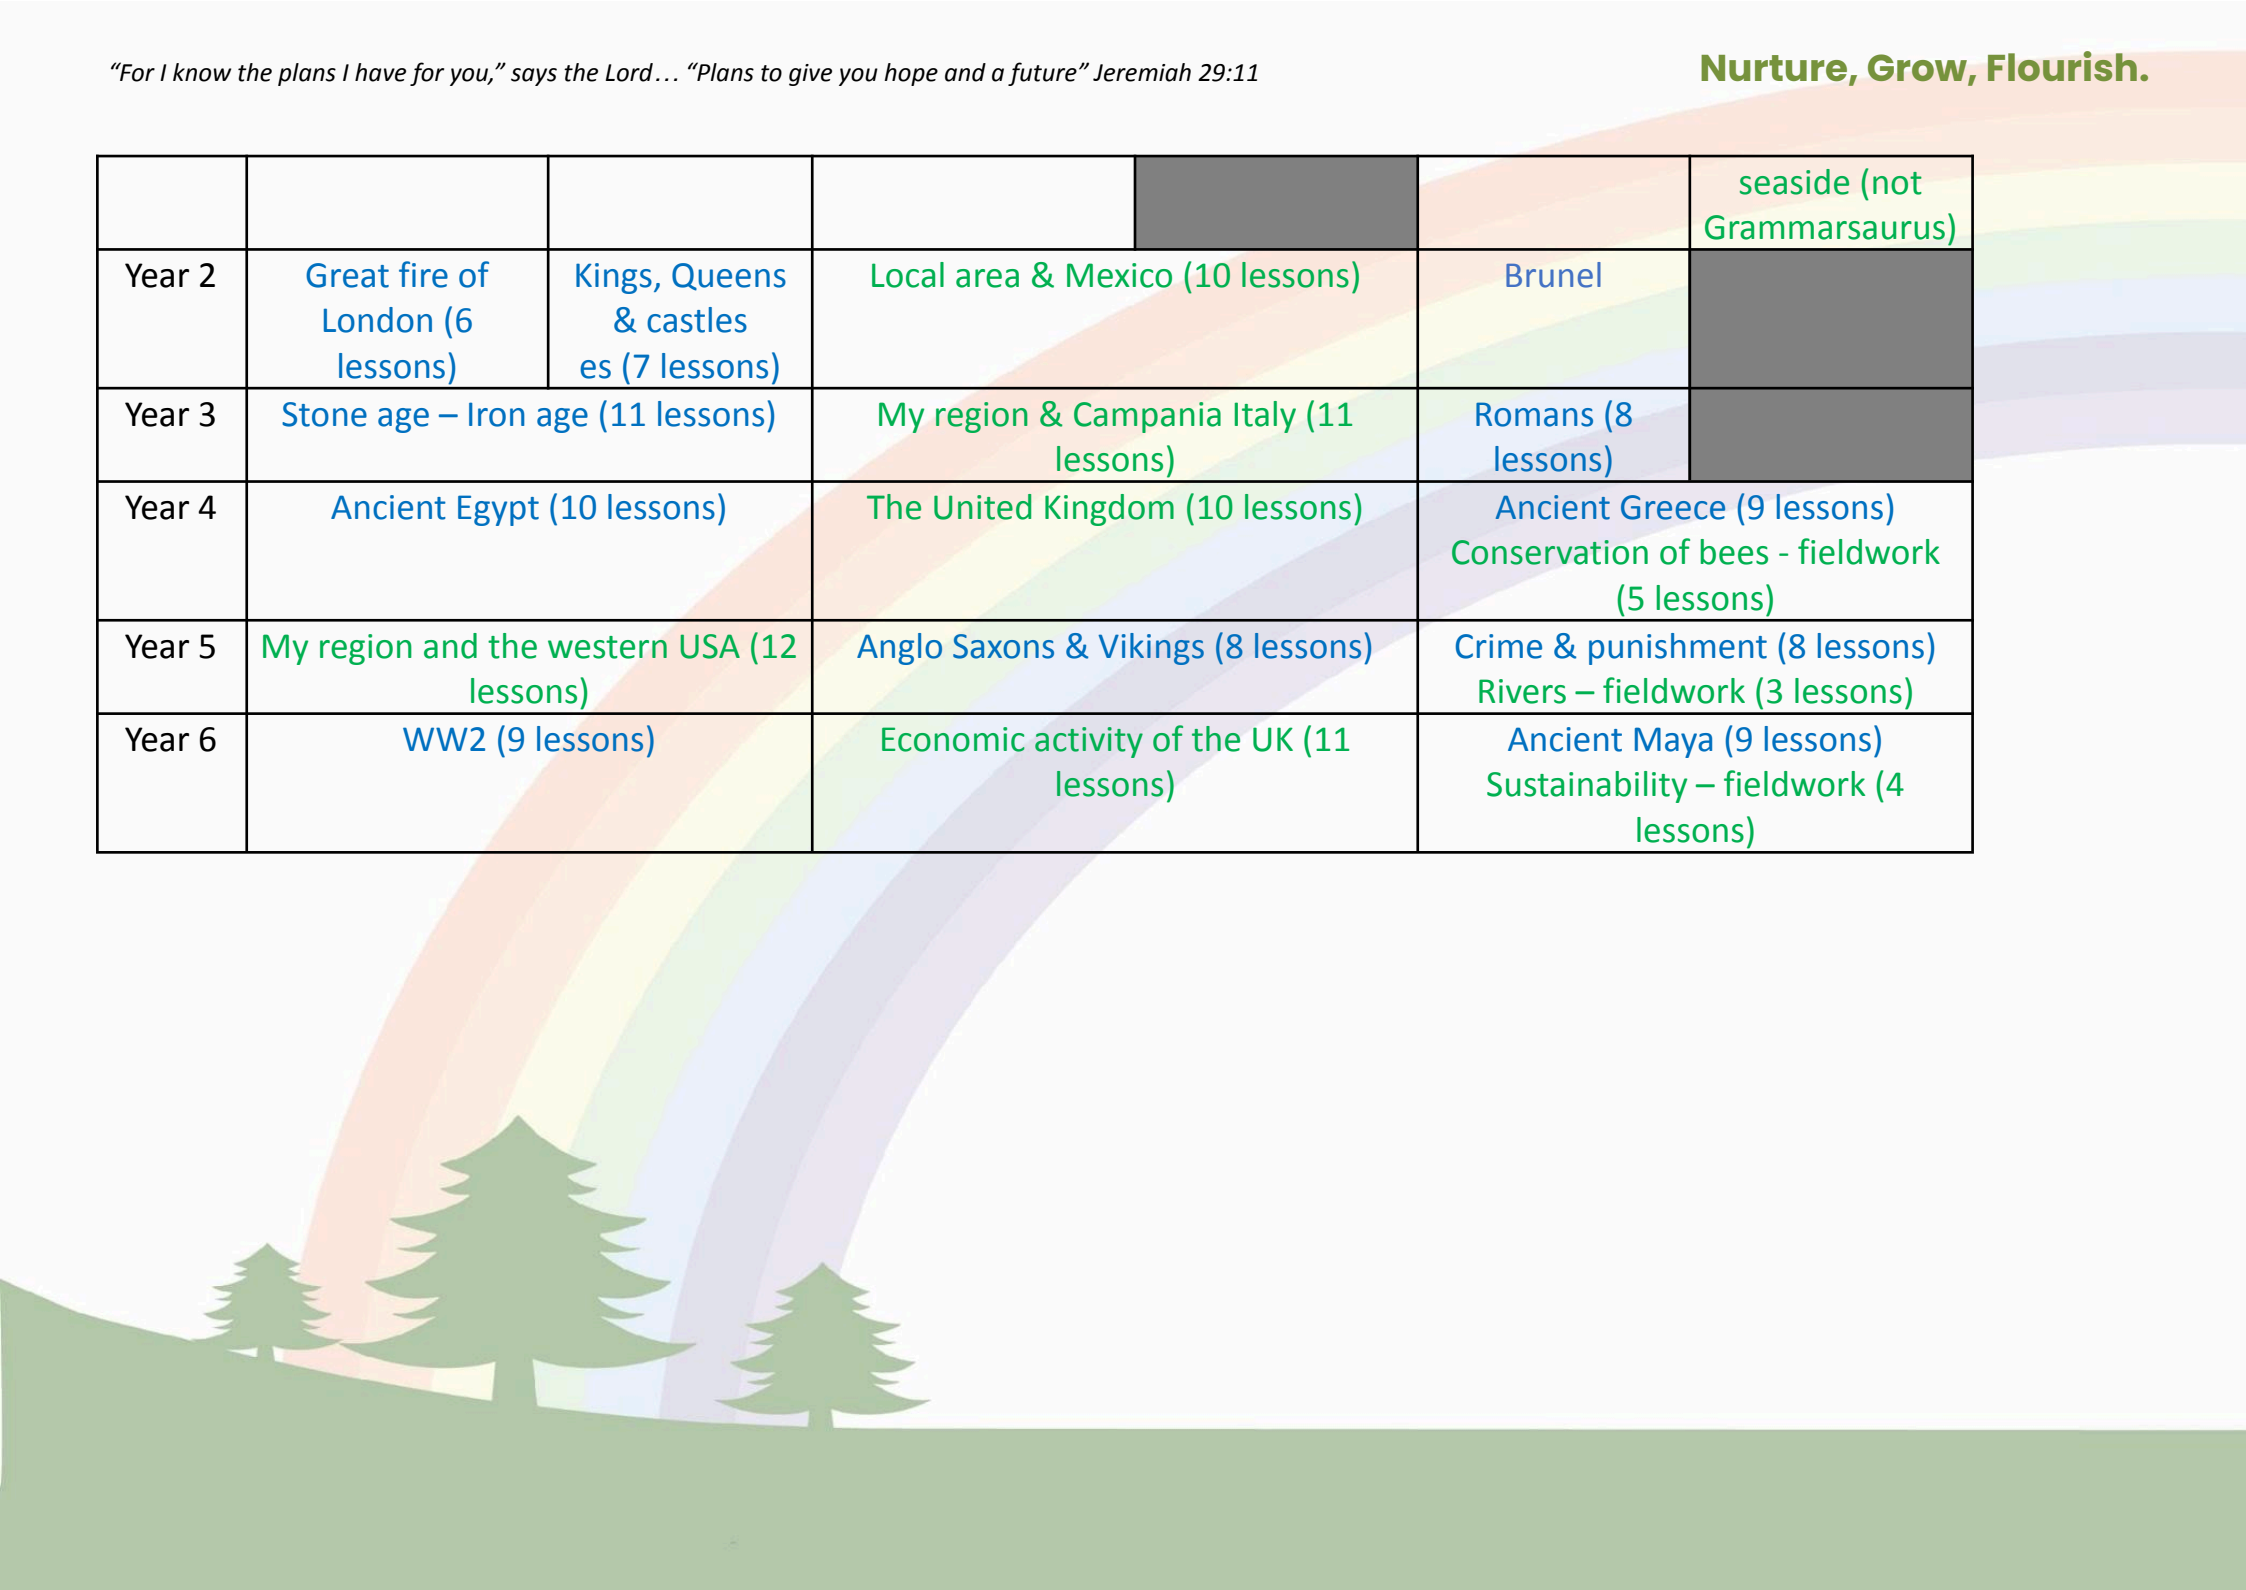 “For I know the plans I have for you,” says the Lord… “Plans to give you hope and a future” Jeremiah 29:11
Nurture, Grow, Flourish.
seaside (not
Grammarsaurus)
Year 2
Great fire of
London (6
lessons)
Kings, Queens
& castles
es (7 lessons)
Local area & Mexico (10 lessons)
Brunel
Year 3
Stone age – Iron age (11 lessons)
My region & Campania Italy (11
lessons)
Romans (8
lessons)
Year 4
Ancient Egypt (10 lessons)
The United Kingdom (10 lessons)
Ancient Greece (9 lessons)
Conservation of bees - fieldwork
(5 lessons)
Year 5
My region and the western USA (12
lessons)
Anglo Saxons & Vikings (8 lessons)
Crime & punishment (8 lessons)
Rivers – fieldwork (3 lessons)
Year 6
WW2 (9 lessons)
Economic activity of the UK (11
lessons)
Ancient Maya (9 lessons)
Sustainability – fieldwork (4
lessons)